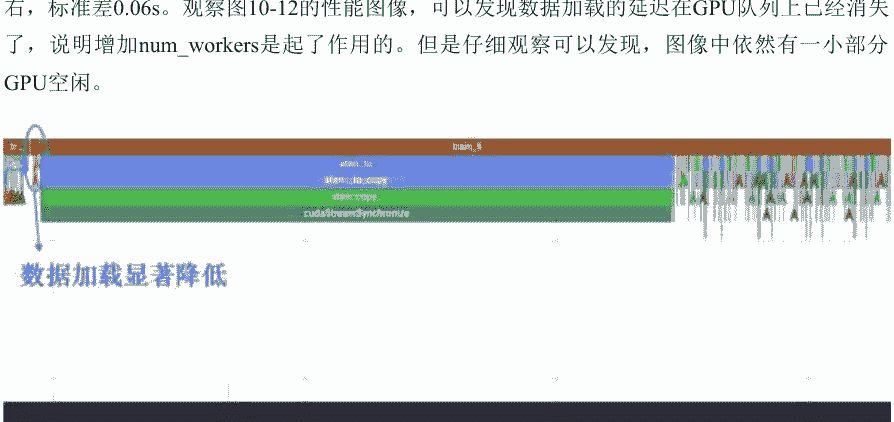 右，标准差0.06s。观察图10-12的性能图像，可以发现数据加载的延迟在GPU队列上已经消失
了，说明增加num_workers是起了作用的。但是仔细观察可以发现，图像中依然有一小部分
GPU空闲。
tr
train_5
aten::to
aten::_to_copy
aten::copy_
cudaStreamSynchronize
数据加载显著降低